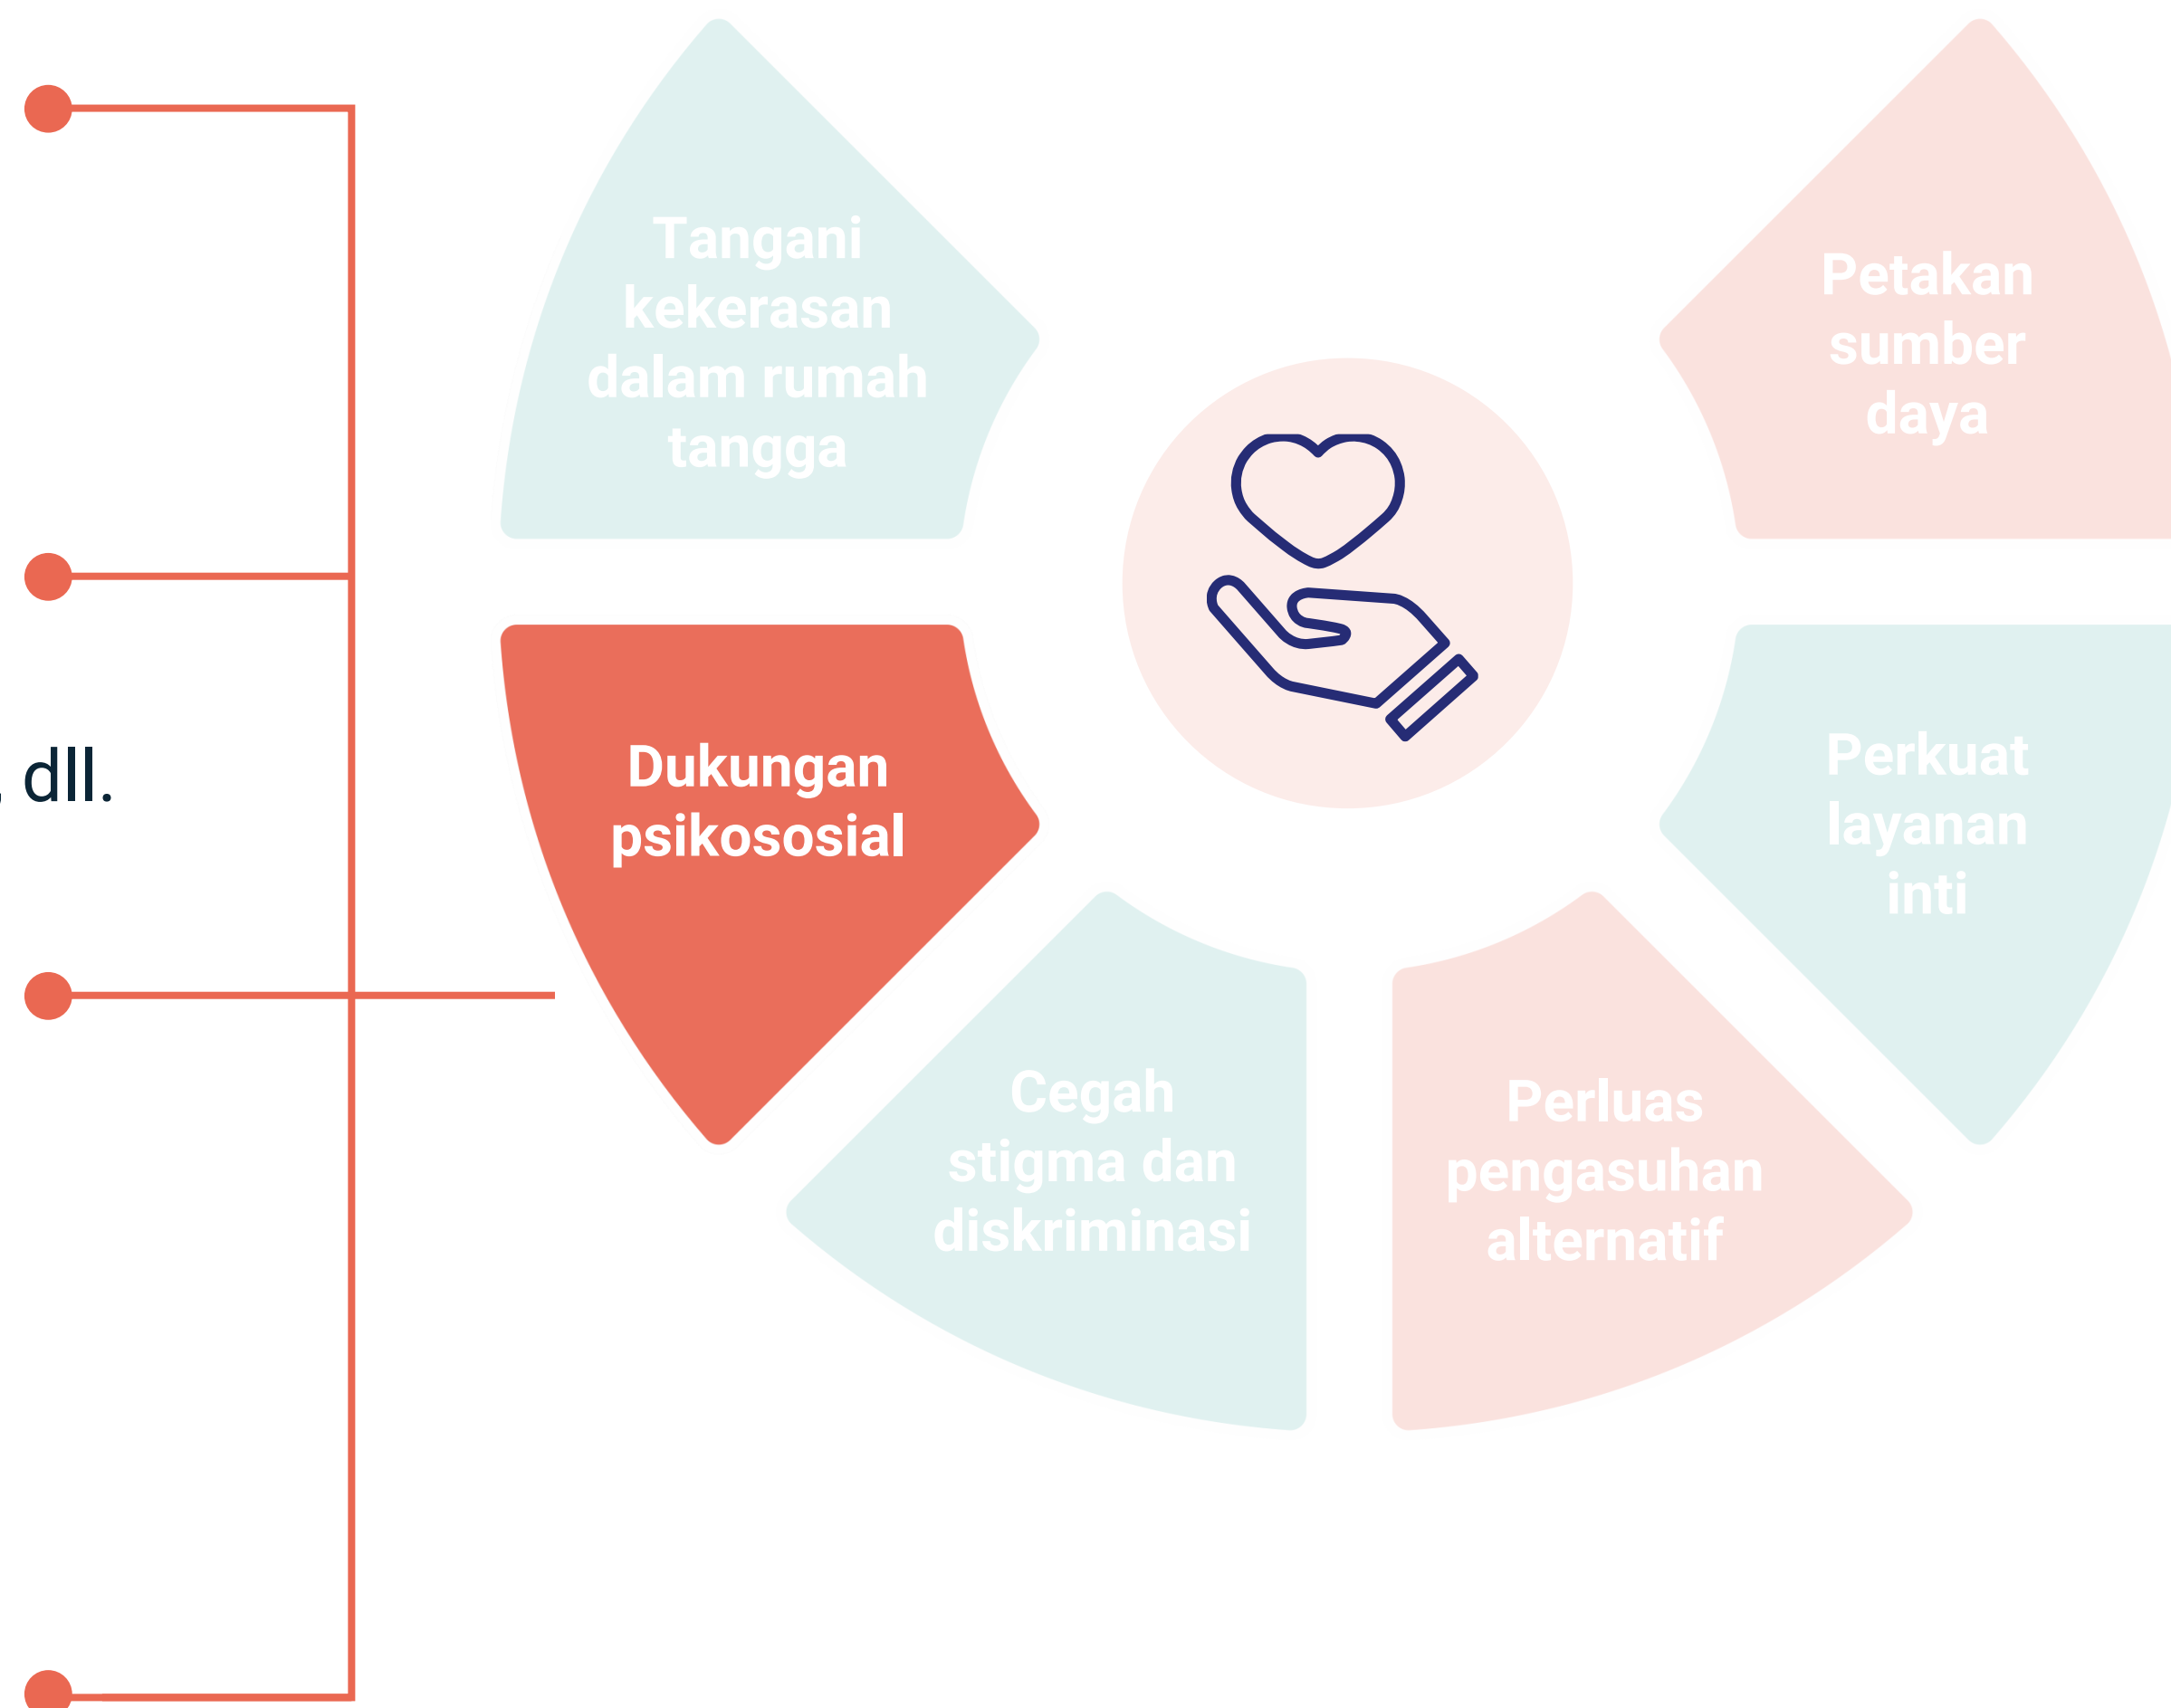 , dll.
Tangani
kekerasan
dalam rumah
tangga
Petakan
sumber
daya
Dukungan
psikososial
Perkuat
layanan
inti
Cegah
stigma dan
diskriminasi
Perluas
pengasuhan
alternatif